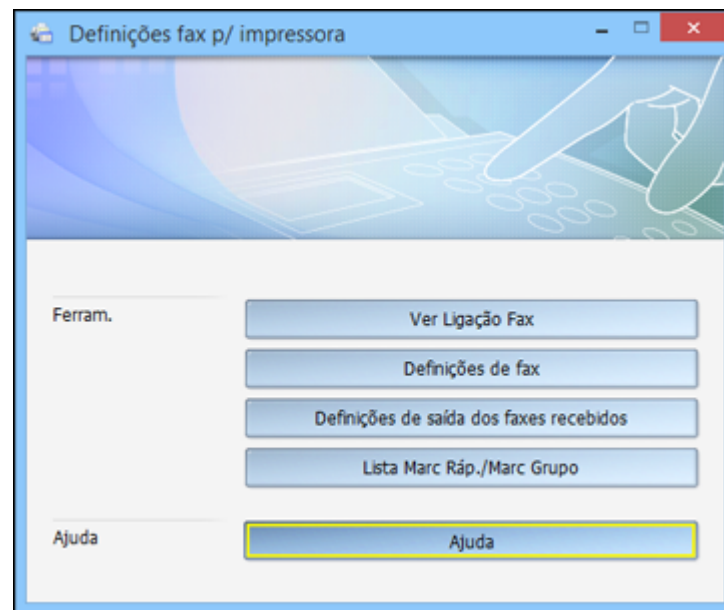 Definições fax p/ impressora
Ferram.
Ver Ligação Fax
Definições de fax
Definições de saída dos faxes recebidos
Lista Marc Ráp./Marc Grupo
Ajuda
Ajuda